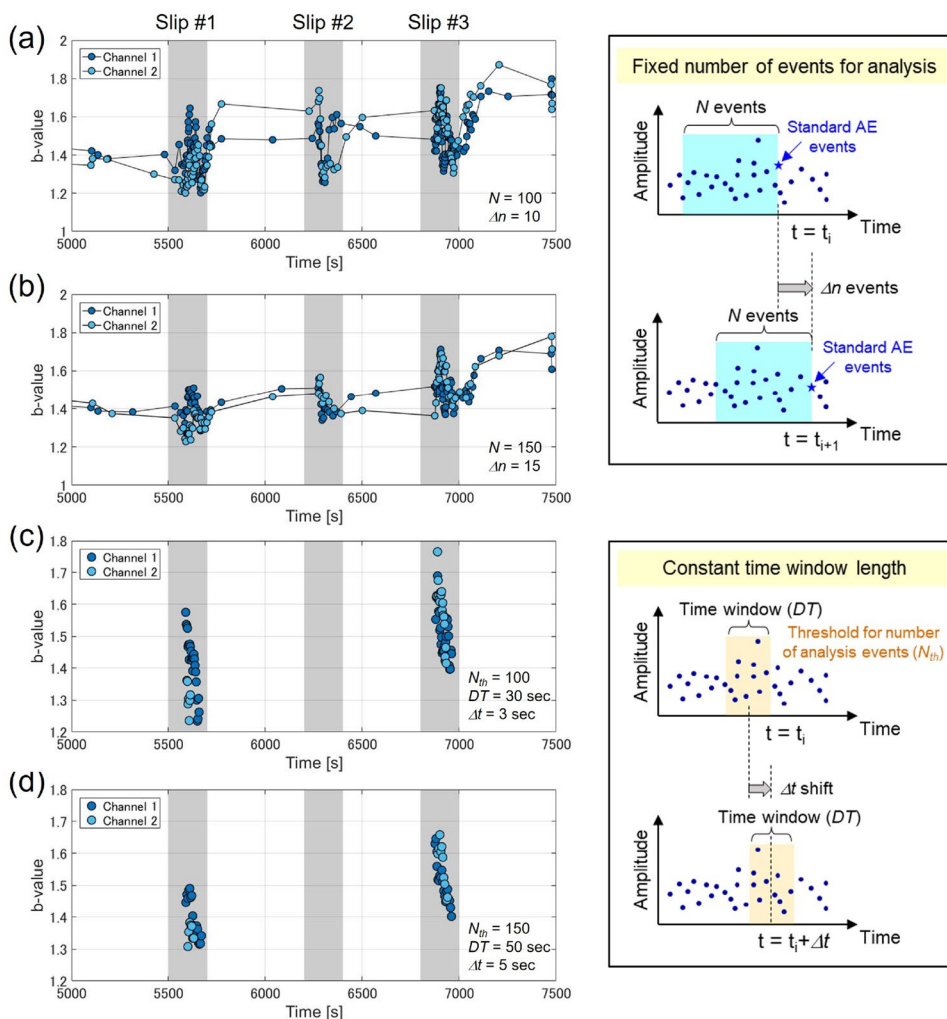 Slip #1 Slip #2 Slip #3
(a)
2
1.8
1.6
1.4
1.2
1
b-value
Channel 1
Channel 2
N = 100
Δn = 10
5000 5500 6000 6500 7000 7500
Time [s]
(b)
2
1.8
1.6
1.4
1.2
1
b-value
Channel 1
Channel 2
N = 150
Δn = 15
5000 5500 6000 6500 7000 7500
Time [s]
(c)
1.8
1.7
1.6
1.5
1.4
1.3
1.2
b-value
Channel 1
Channel 2
Nth = 100
DT = 30 sec
Δt = 3 sec
5000 5500 6000 6500 7000 7500
Time [s]
(d)
1.8
1.7
1.6
1.5
1.4
1.3
1.2
b-value
Channel 1
Channel 2
Nth = 150
DT = 50 sec
Δt = 5 sec
5000 5500 6000 6500 7000 7500
Time [s]
Fixed number of events for analysis
N events
Standard AE
events
Amplitude
Time
t = ti
Δn events
N events
Standard AE
events
Amplitude
Time
t = ti+1
Constant time window length
Time window (DT)
Threshold for number
of analysis events (Nth)
Amplitude
Time
t = ti
Δt shift
Time window (DT)
Amplitude
Time
t = ti+Δt